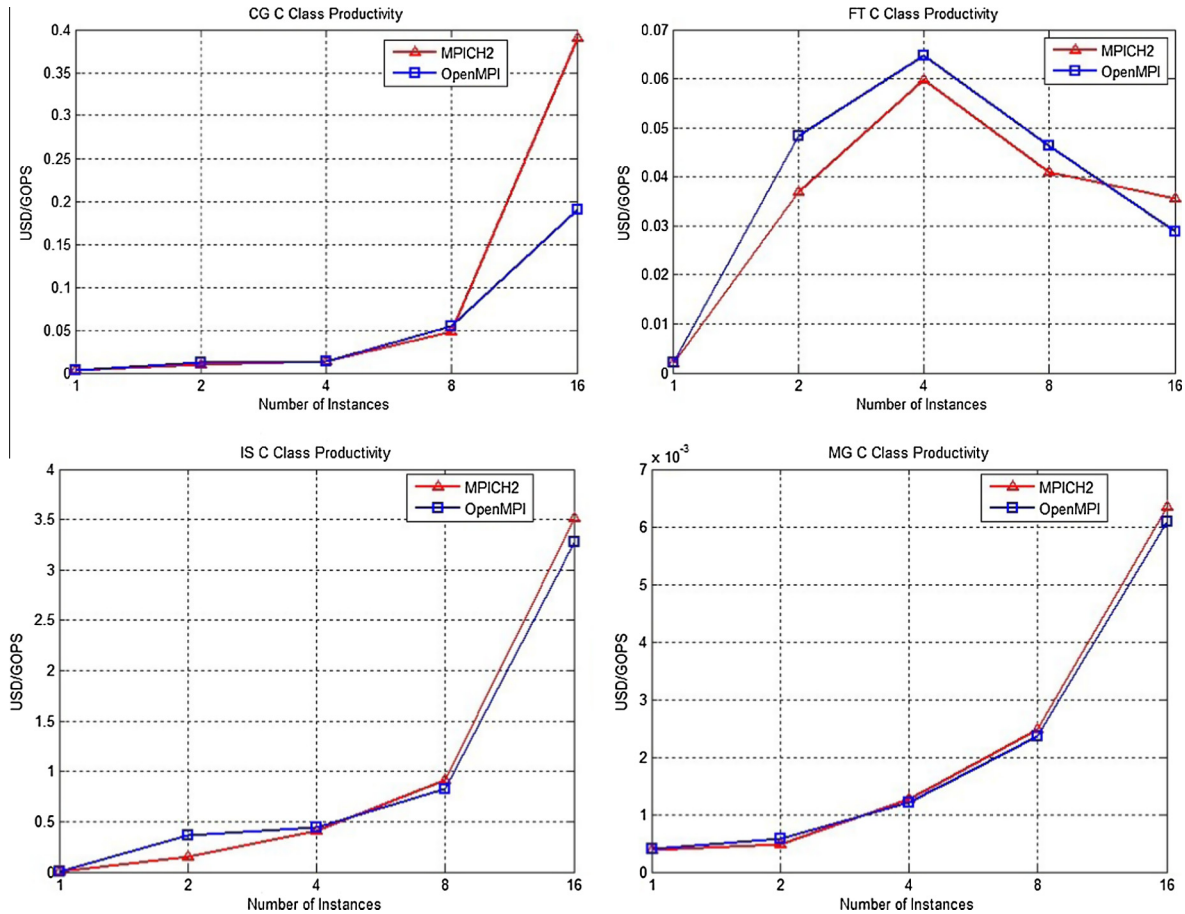 CG C Class Productivity
0.4
0.35
0.3
0.25
0.2
0.15
0.1
0.05
0
USD/GOPS
MPICH2
OpenMPI
1 2 4 8 16
Number of Instances
FT C Class Productivity
0.07
0.06
0.05
0.04
0.03
0.02
0.01
0
USD/GOPS
MPICH2
OpenMPI
1 2 4 8 16
Number of Instances
IS C Class Productivity
4
3.5
3
2.5
2
1.5
1
0.5
0
USD/GOPS
MPICH2
OpenMPI
1 2 4 8 16
Number of Instances
MG C Class Productivity
x 10⁻³
7
6
5
4
3
2
1
0
USD/GOPS
MPICH2
OpenMPI
1 2 4 8 16
Number of Instances